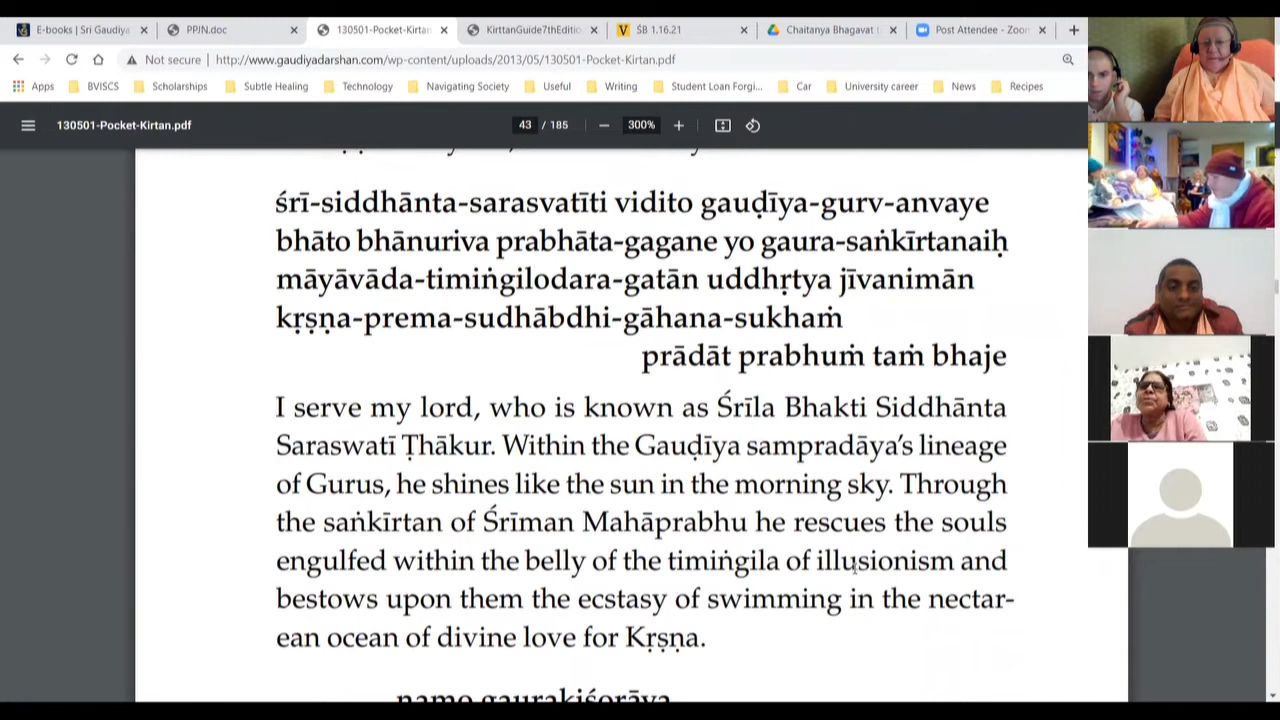 E-books | Sri Gaudiya
PPJN.doc
130501-Pocket-Kirtan
KirttanGuide7thEditio
ŚB 1.16.21
Chaitanya Bhagavat
Post Attendee - Zoom
Not secure
http://www.gaudiyadarshan.com/wp-content/uploads/2013/05/130501-Pocket-Kirtan.pdf
Apps
BVISCS
Scholarships
Subtle Healing
Technology
Navigating Society
Useful
Writing
Student Loan Forgi...
Car
University career
News
Recipes
130501-Pocket-Kirtan.pdf
43 / 185
300%
śrī-siddhānta-sarasvatīti vidito gauḍīya-gurv-anvaye
bhāto bhānuriva prabhāta-gagane yo gaura-saṅkīrtanaiḥ
māyāvāda-timiṅgilodara-gatān uddhṛtya jīvanimān
kṛṣṇa-prema-sudhābdhi-gāhana-sukhaṁ
prādāt prabhuṁ taṁ bhaje
I serve my lord, who is known as Śrīla Bhakti Siddhānta
Saraswatī Ṭhākur. Within the Gauḍīya sampradāya's lineage
of Gurus, he shines like the sun in the morning sky. Through
the saṅkīrtan of Śrīman Mahāprabhu he rescues the souls
engulfed within the belly of the timiṅgila of illusionism and
bestows upon them the ecstasy of swimming in the nectar-
ean ocean of divine love for Kṛṣṇa.
namo gaurakiśorāya